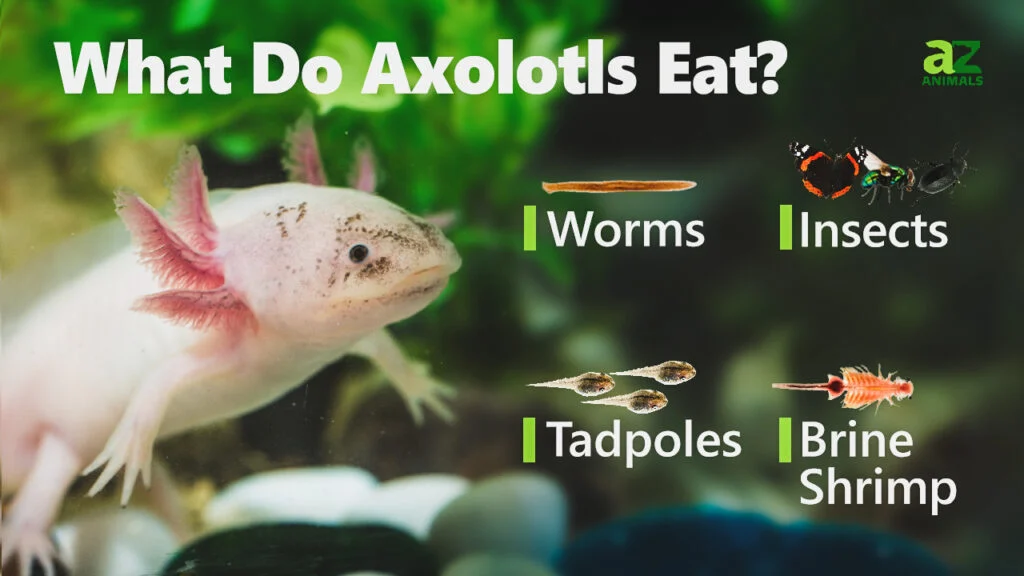 What Do Axolotls Eat?
az
ANIMALS
Worms
Insects
Tadpoles
Brine
Shrimp